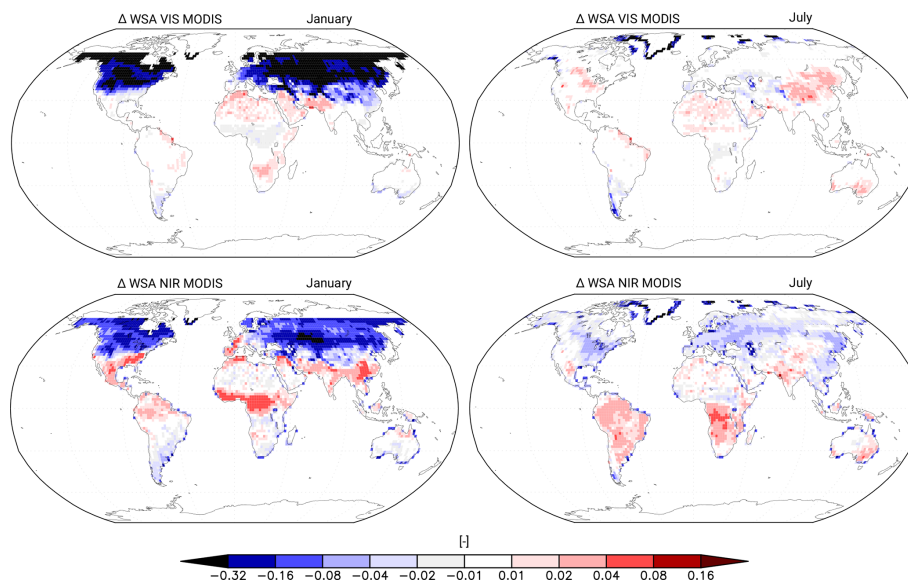 Δ WSA VIS MODIS January
Δ WSA VIS MODIS July
Δ WSA NIR MODIS January
Δ WSA NIR MODIS July
[-]
−0.32 −0.16 −0.08 −0.04 −0.02 −0.01 0.01 0.02 0.04 0.08 0.16